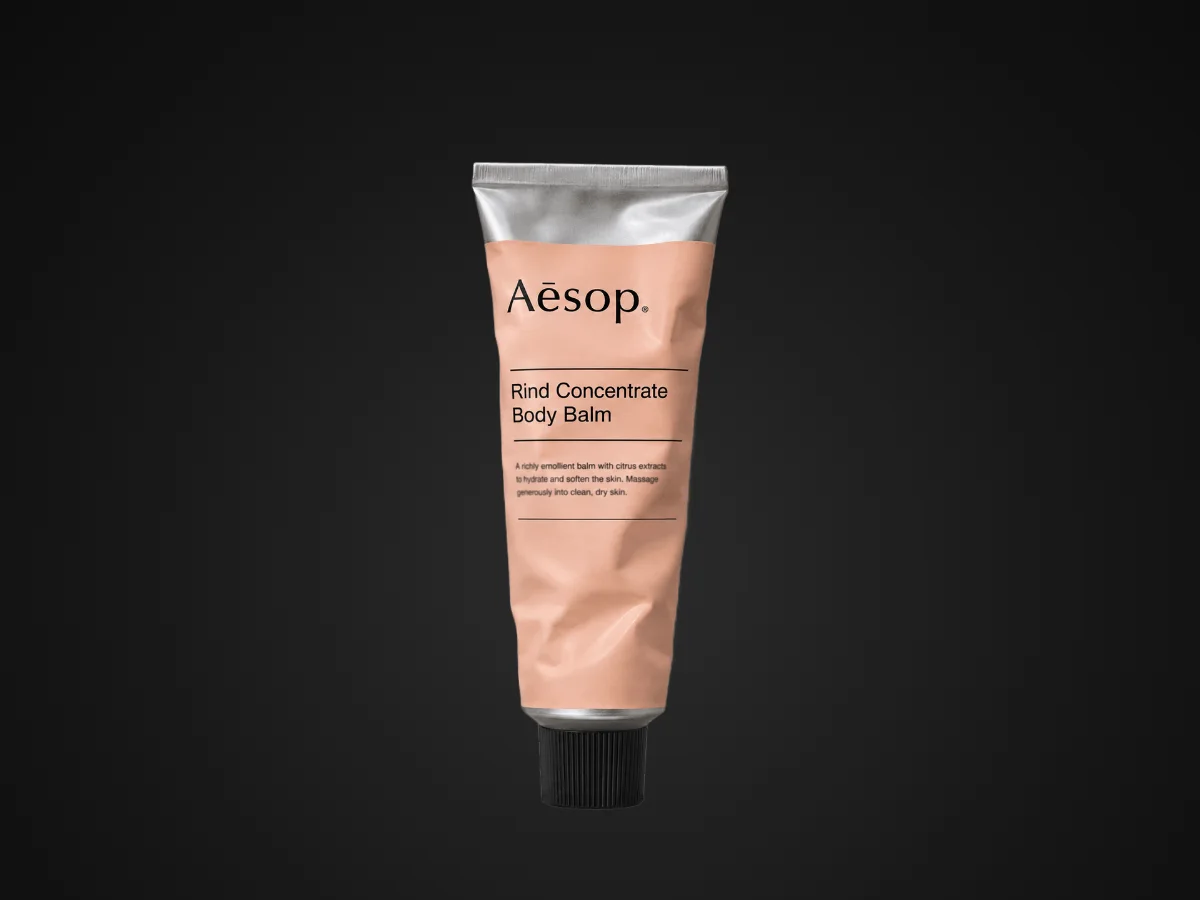 Aēsop®
Rind Concentrate
Body Balm
A richly emollient balm with citrus extracts
to hydrate and soften the skin. Massage
generously into clean, dry skin.